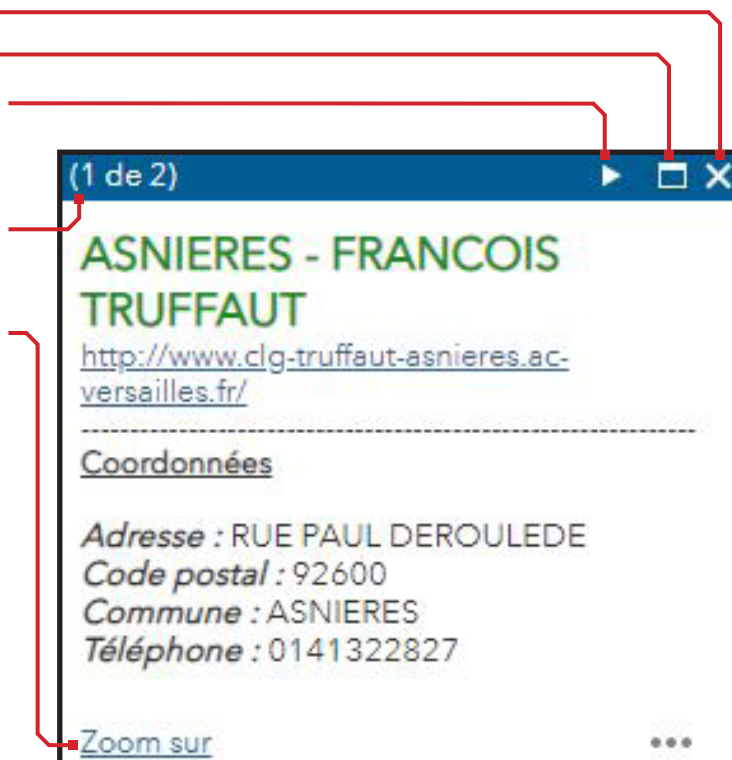 (1 de 2)
ASNIERES - FRANCOIS
TRUFFAUT
http://www.clg-truffaut-asnieres.ac-
versailles.fr/
Coordonnées
Adresse : RUE PAUL DEROULEDE
Code postal : 92600
Commune : ASNIERES
Téléphone : 0141322827
Zoom sur